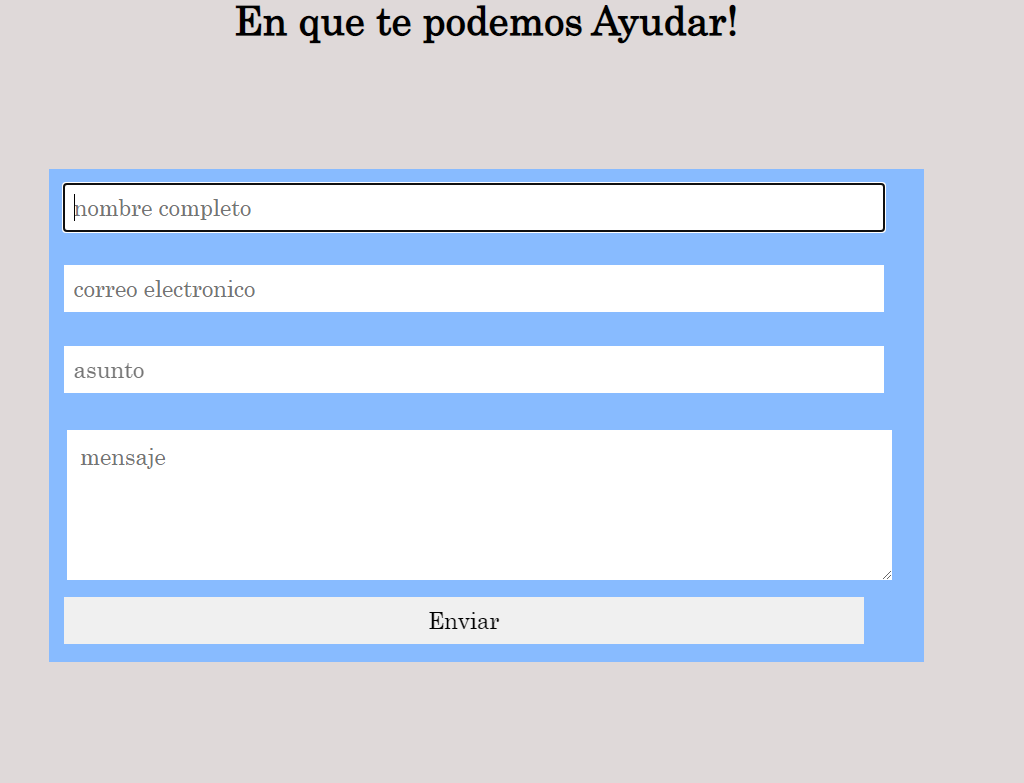 En que te podemos Ayudar!
nombre completo
correo electronico
asunto
mensaje
Enviar